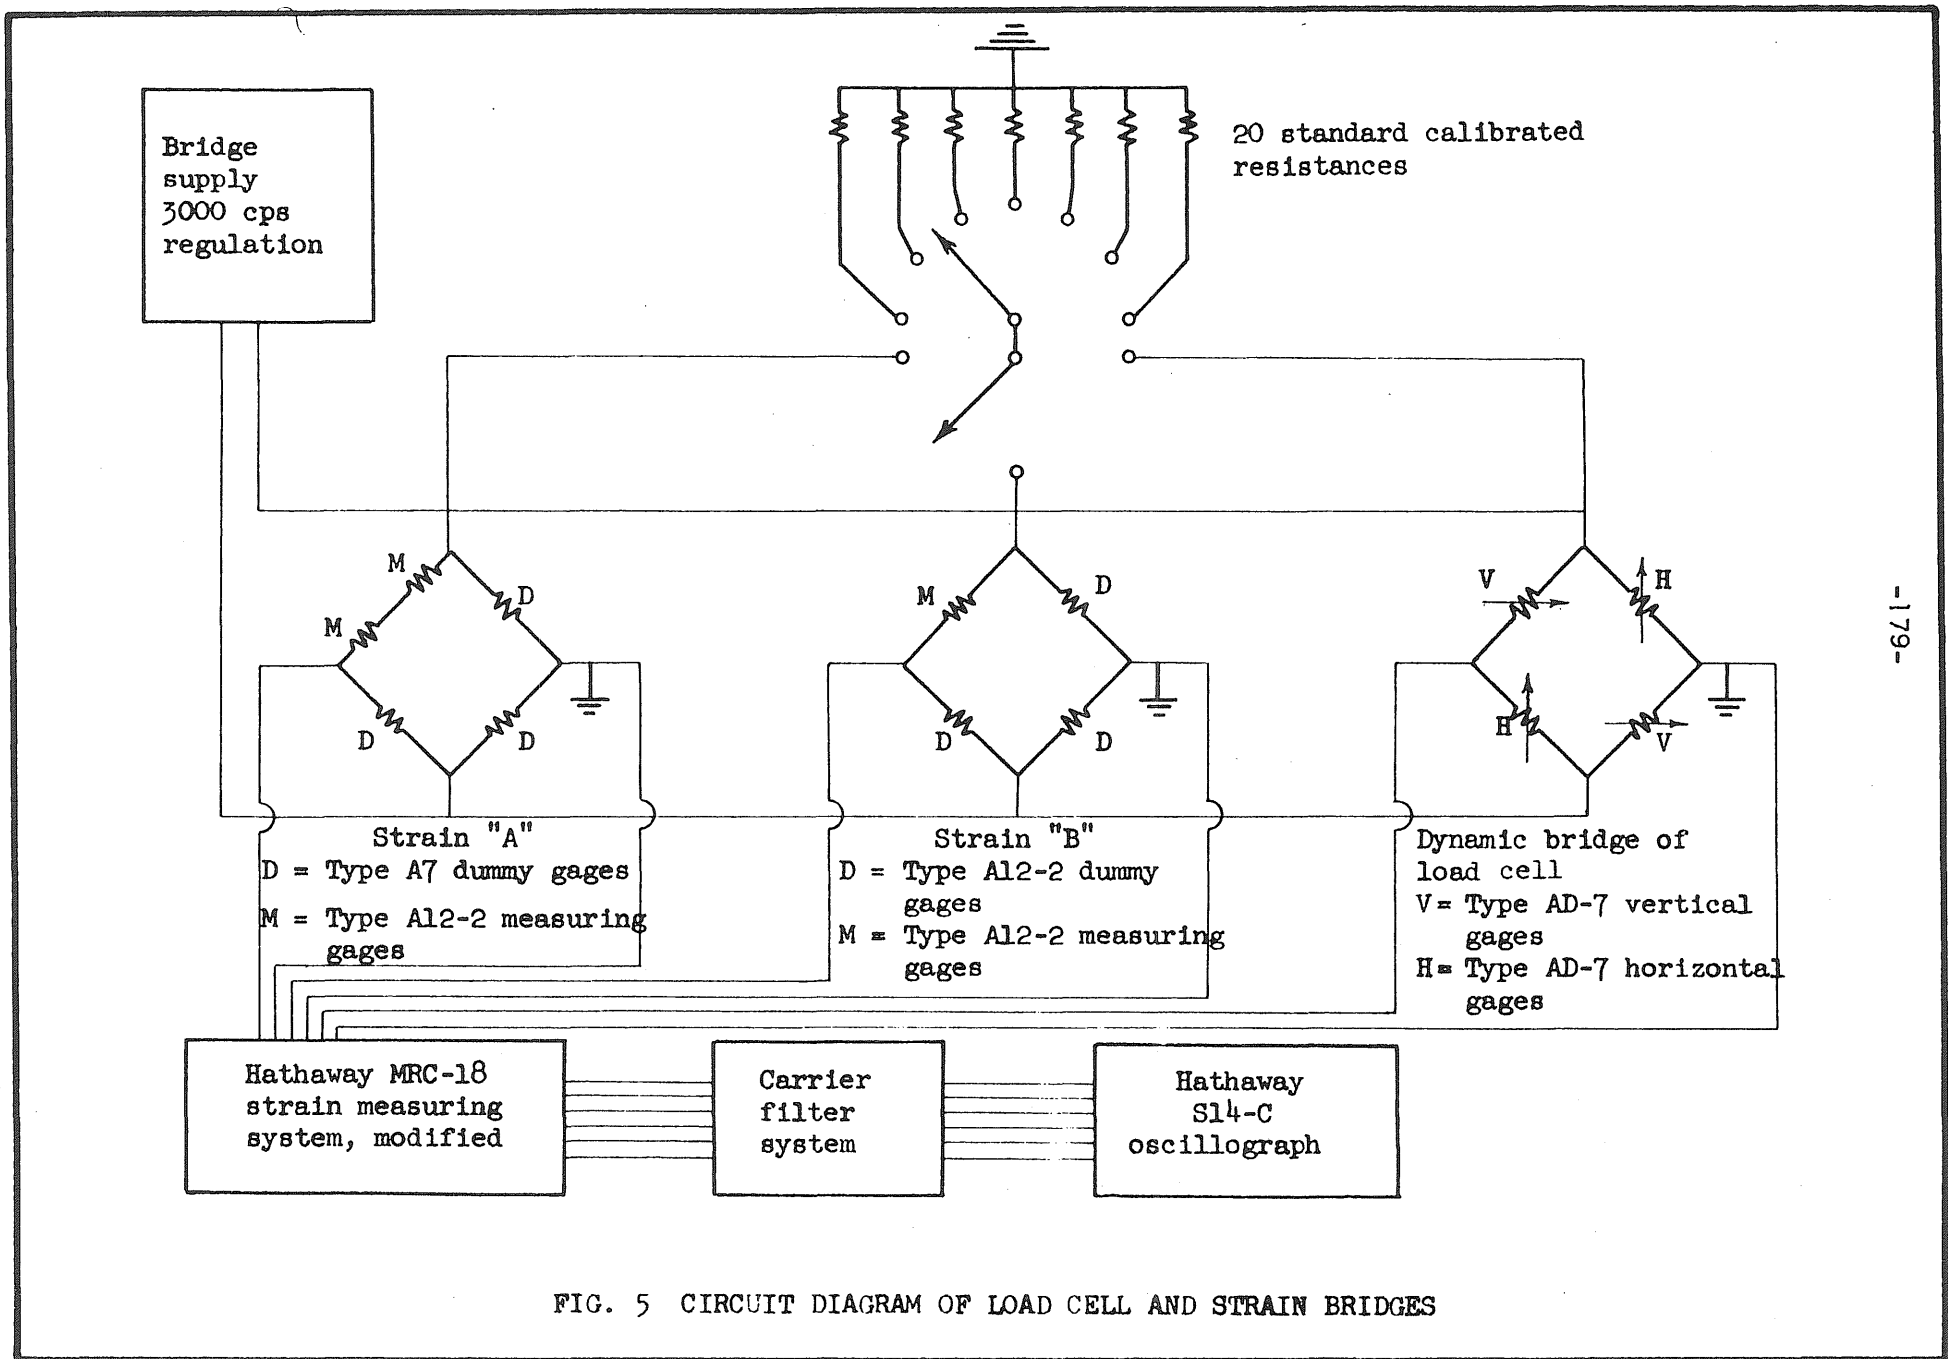 20 standard calibrated
resistances
Bridge
supply
3000 cps
regulation
M
M
D
D
D
M
D
D
D
V
H
H
V
-179-
Strain "A"
D = Type A7 dummy gages
M = Type A12-2 measuring
gages
Strain "B"
D = Type A12-2 dummy
gages
M = Type A12-2 measuring
gages
Dynamic bridge of
load cell
V= Type AD-7 vertical
gages
H= Type AD-7 horizontal
gages
Hathaway MRC-18
strain measuring
system, modified
Carrier
filter
system
Hathaway
S14-C
oscillograph
FIG. 5 CIRCUIT DIAGRAM OF LOAD CELL AND STRAIN BRIDGES